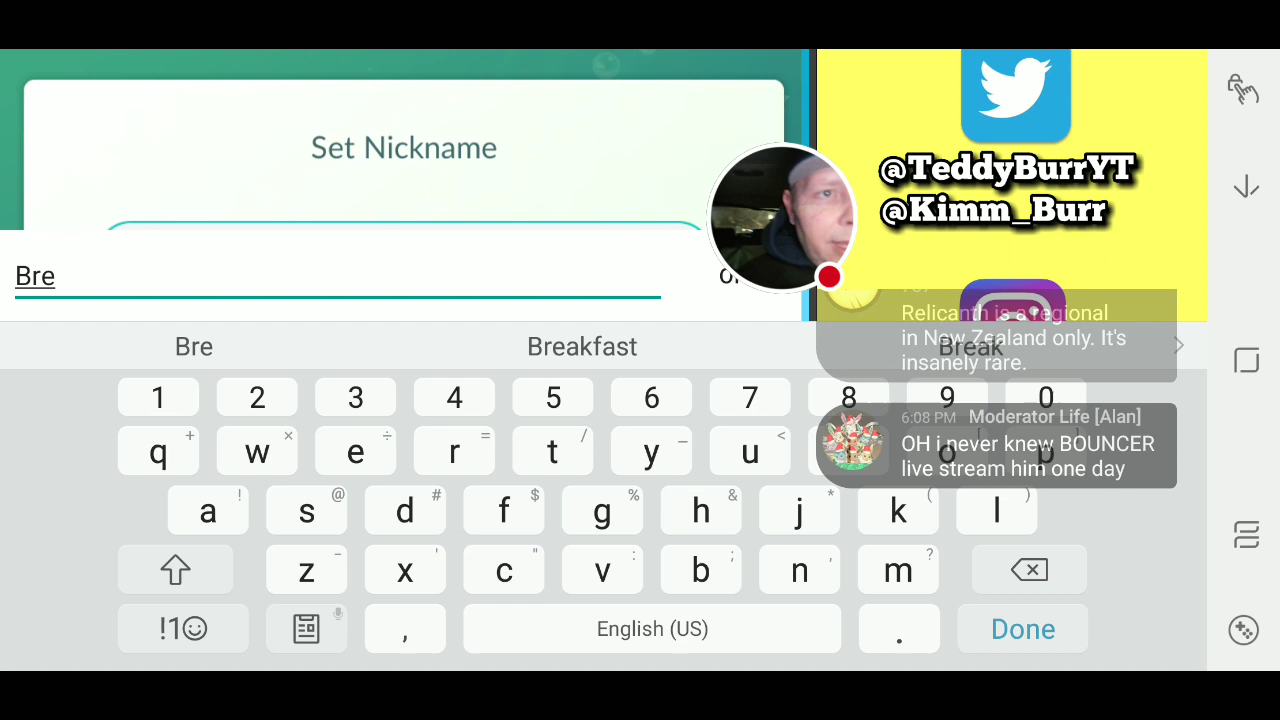 Set Nickname
@TeddyBurrYT
@Kimm_Burr
Bre
Relicanth is a regional
in New Zealand only. It's
insanely rare.
Bre Breakfast Break
1 2 3 4 5 6 7 8 9 0
6:08 PM Moderator Life [Alan]
OH i never knew BOUNCER
live stream him one day
q + w × e ÷ r = t / y _ u < o p
a ! s @ d # f $ g % h & j * k ( l )
z - x ' c " v : b ; n , m ?
!1☺ , English (US) . Done